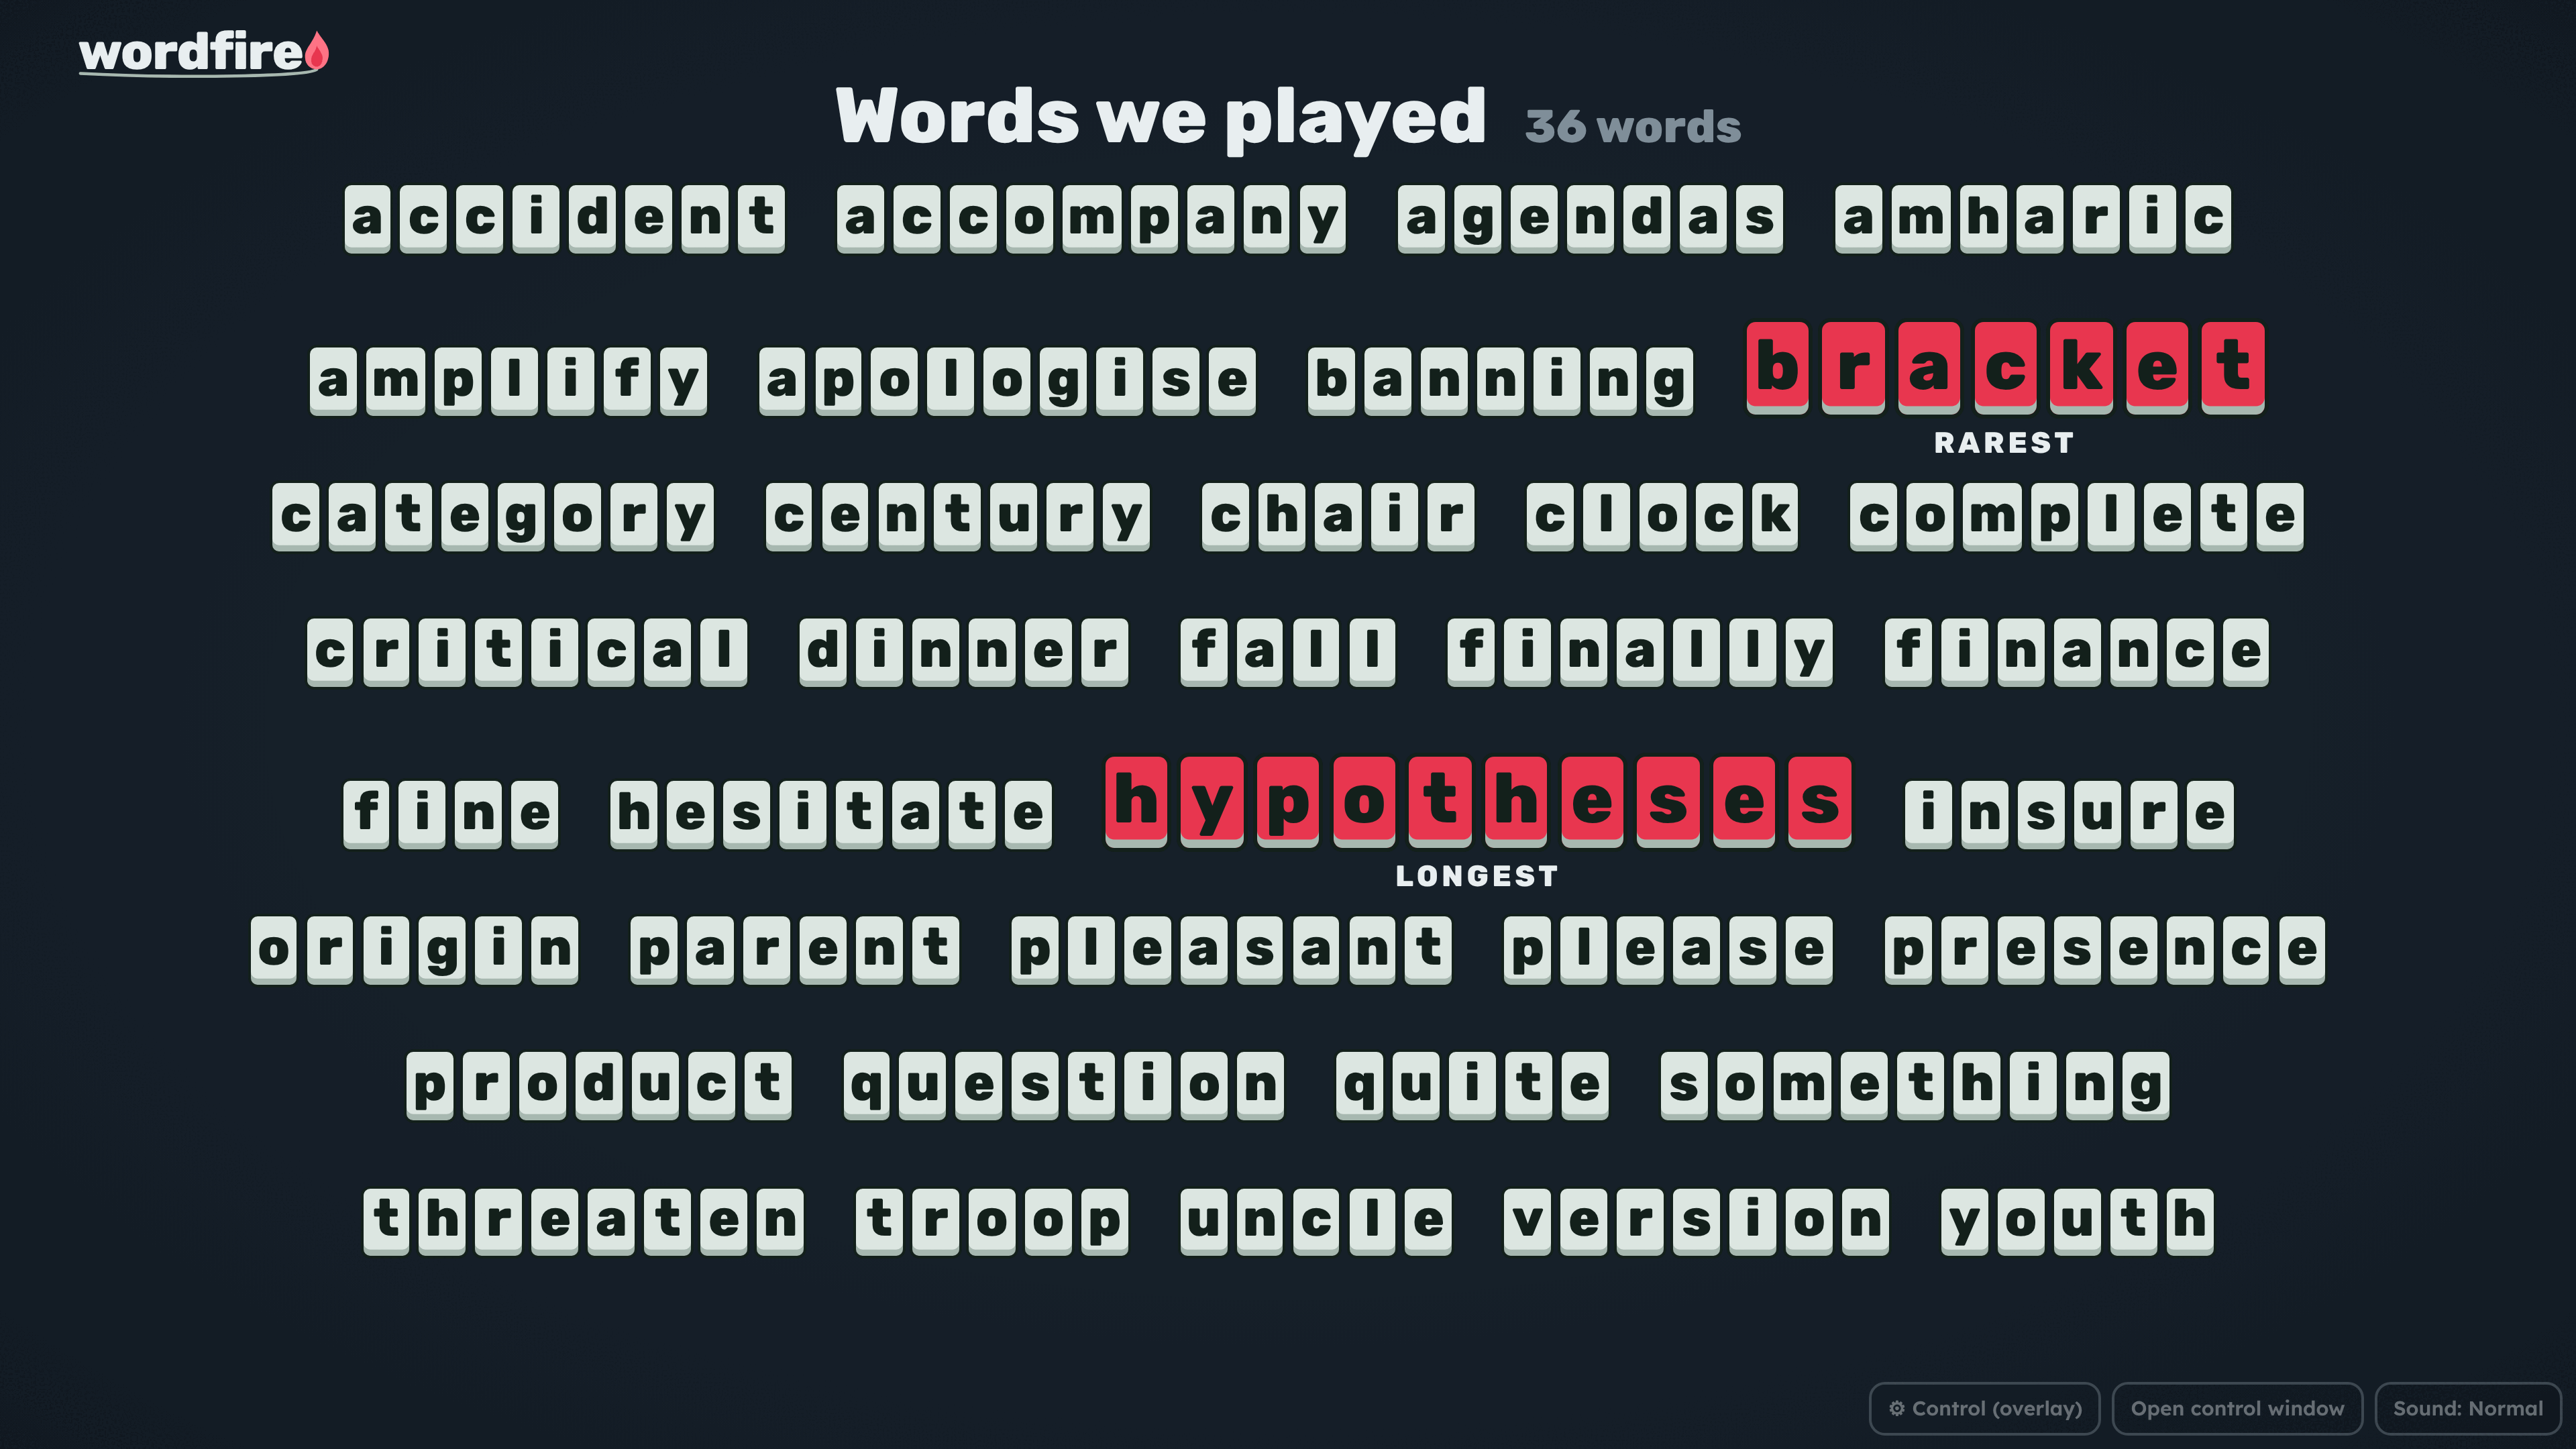 wordfire
Words we played 36 words
accident accompany agendas amharic
amplify apologise banning bracket
RAREST
category century chair clock complete
critical dinner fall finally finance
fine hesitate hypotheses insure
LONGEST
origin parent pleasant please presence
product question quite something
threaten troop uncle version youth
⚙ Control (overlay) Open control window Sound: Normal